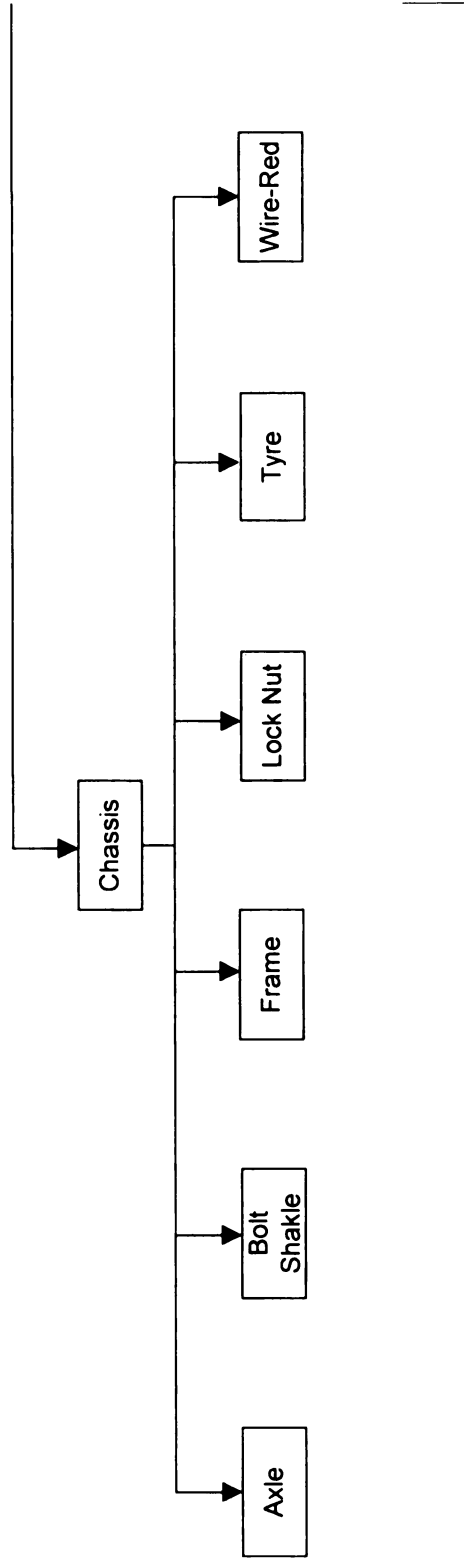 Chassis
Axle
Bolt
Shakle
Frame
Lock Nut
Tyre
Wire-Red